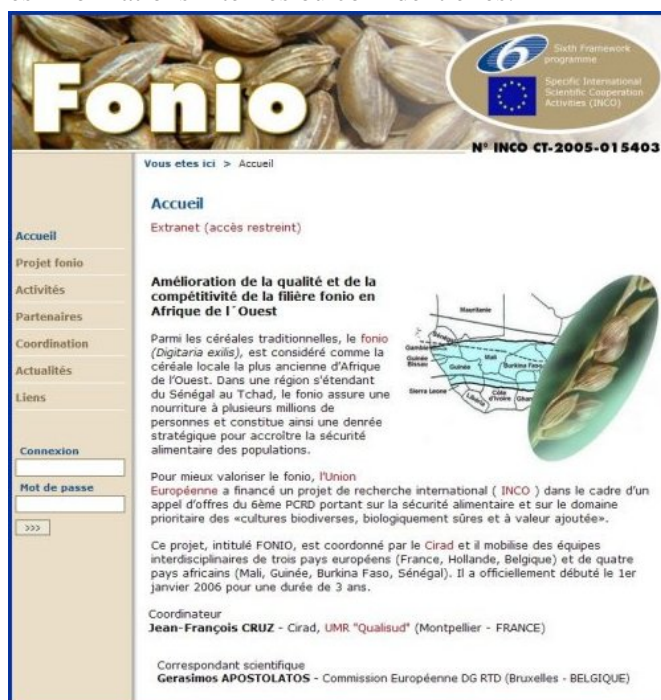 Fonio
Sixth Framework
programme
Specific International
Scientific Cooperation
Activities (INCO)
N° INCO CT-2005-015403
Vous etes ici > Accueil
Accueil
Extranet (accès restreint)
Accueil
Projet fonio
Activités
Partenaires
Coordination
Actualités
Liens
Connexion
Mot de passe
>>>
Amélioration de la qualité et de la
compétitivité de la filière fonio en
Afrique de l´Ouest
Parmi les céréales traditionnelles, le fonio
(Digitaria exilis), est considéré comme la
céréale locale la plus ancienne d'Afrique
de l'Ouest. Dans une région s'étendant
du Sénégal au Tchad, le fonio assure une
nourriture à plusieurs millions de
personnes et constitue ainsi une denrée
stratégique pour accroître la sécurité
alimentaire des populations.
Mauritanie
Sénégal
Gambie
Guinée
Bissau
Guinée
Mali
Burkina Faso
Sierra Leone
Libéria
Côte
d'Ivoire
Ghan
Pour mieux valoriser le fonio, l'Union
Européenne a financé un projet de recherche international ( INCO ) dans le cadre d'un
appel d'offres du 6ème PCRD portant sur la sécurité alimentaire et sur le domaine
prioritaire des «cultures biodiverses, biologiquement sûres et à valeur ajoutée».
Ce projet, intitulé FONIO, est coordonné par le Cirad et il mobilise des équipes
interdisciplinaires de trois pays européens (France, Hollande, Belgique) et de quatre
pays africains (Mali, Guinée, Burkina Faso, Sénégal). Il a officiellement débuté le 1er
janvier 2006 pour une durée de 3 ans.
Coordinateur
Jean-François CRUZ - Cirad, UMR "Qualisud" (Montpellier - FRANCE)
Correspondant scientifique
Gerasimos APOSTOLATOS - Commission Européenne DG RTD (Bruxelles - BELGIQUE)